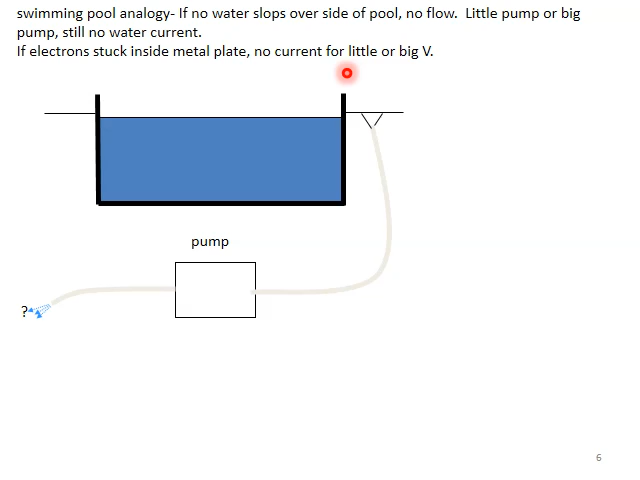 swimming pool analogy- If no water slops over side of pool, no flow.  Little pump or big
pump, still no water current.
If electrons stuck inside metal plate, no current for little or big V.
pump
?
6